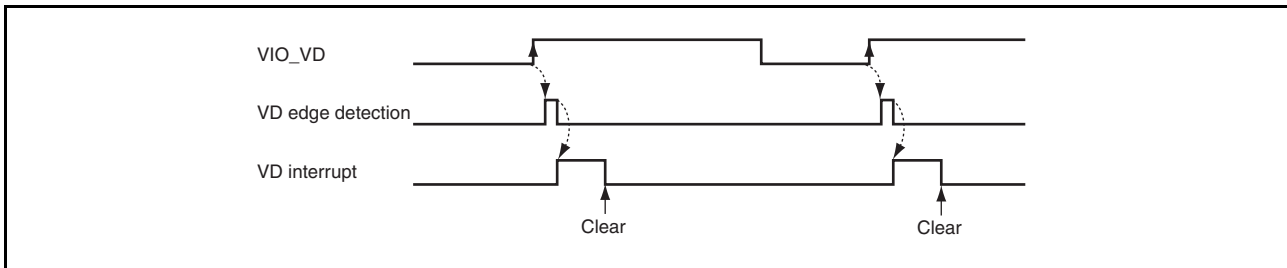 VIO_VD
VD edge detection
VD interrupt
Clear
Clear